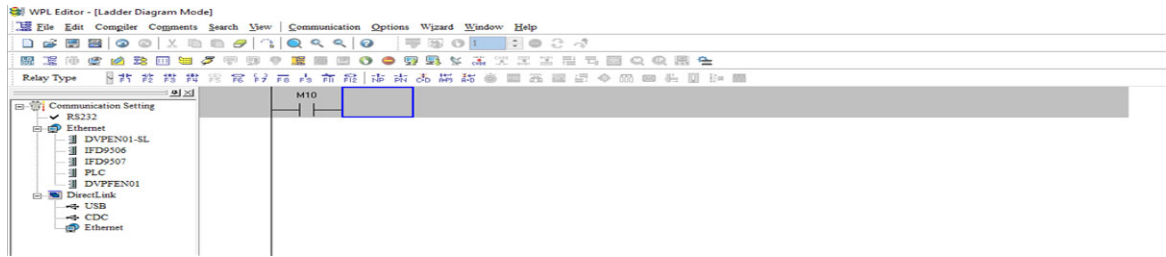 WPL Editor - [Ladder Diagram Mode]
File Edit Compiler Comments Search View Communication Options Wizard Window Help
1
Relay Type
M10
Communication Setting
RS232
Ethernet
DVPEN01-SL
IFD9506
IFD9507
PLC
DVPFEN01
DirectLink
USB
CDC
Ethernet